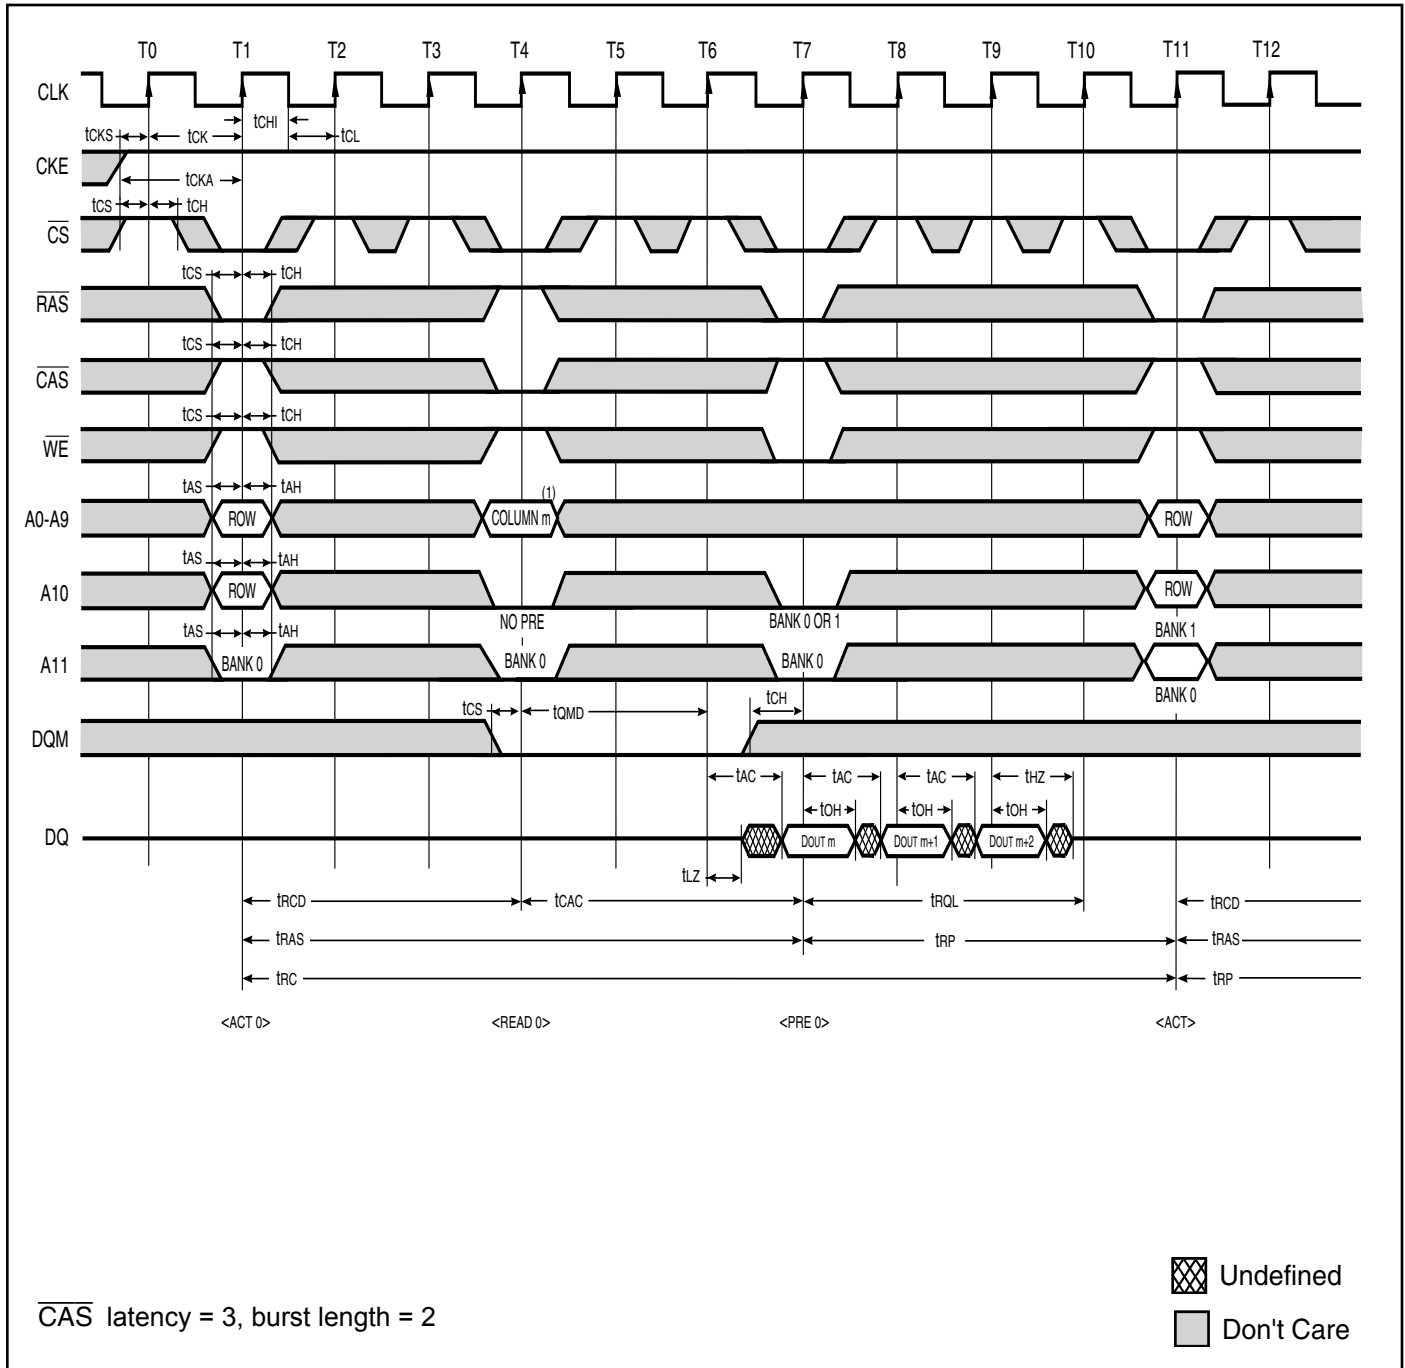 T0 T1 T2 T3 T4 T5 T6 T7 T8 T9 T10 T11 T12
CLK
tCHI
tCKS tCK tCL
CKE
tCKA
tCS tCH
CS
tCS tCH
RAS
tCS tCH
CAS
tCS tCH
WE
tAS tAH (1)
A0-A9 ROW COLUMN m ROW
tAS tAH
A10 ROW ROW
NO PRE BANK 0 OR 1
tAS tAH BANK 1
A11 BANK 0 BANK 0 BANK 0
BANK 0
tCS tQMD tCH
DQM
tAC tAC tAC tHZ
tOH tOH tOH
DQ DOUT m DOUT m+1 DOUT m+2
tLZ
tRCD tCAC tRQL tRCD
tRAS tRP tRAS
tRC tRP
<ACT 0> <READ 0> <PRE 0> <ACT>
Undefined
CAS latency = 3, burst length = 2
Don't Care